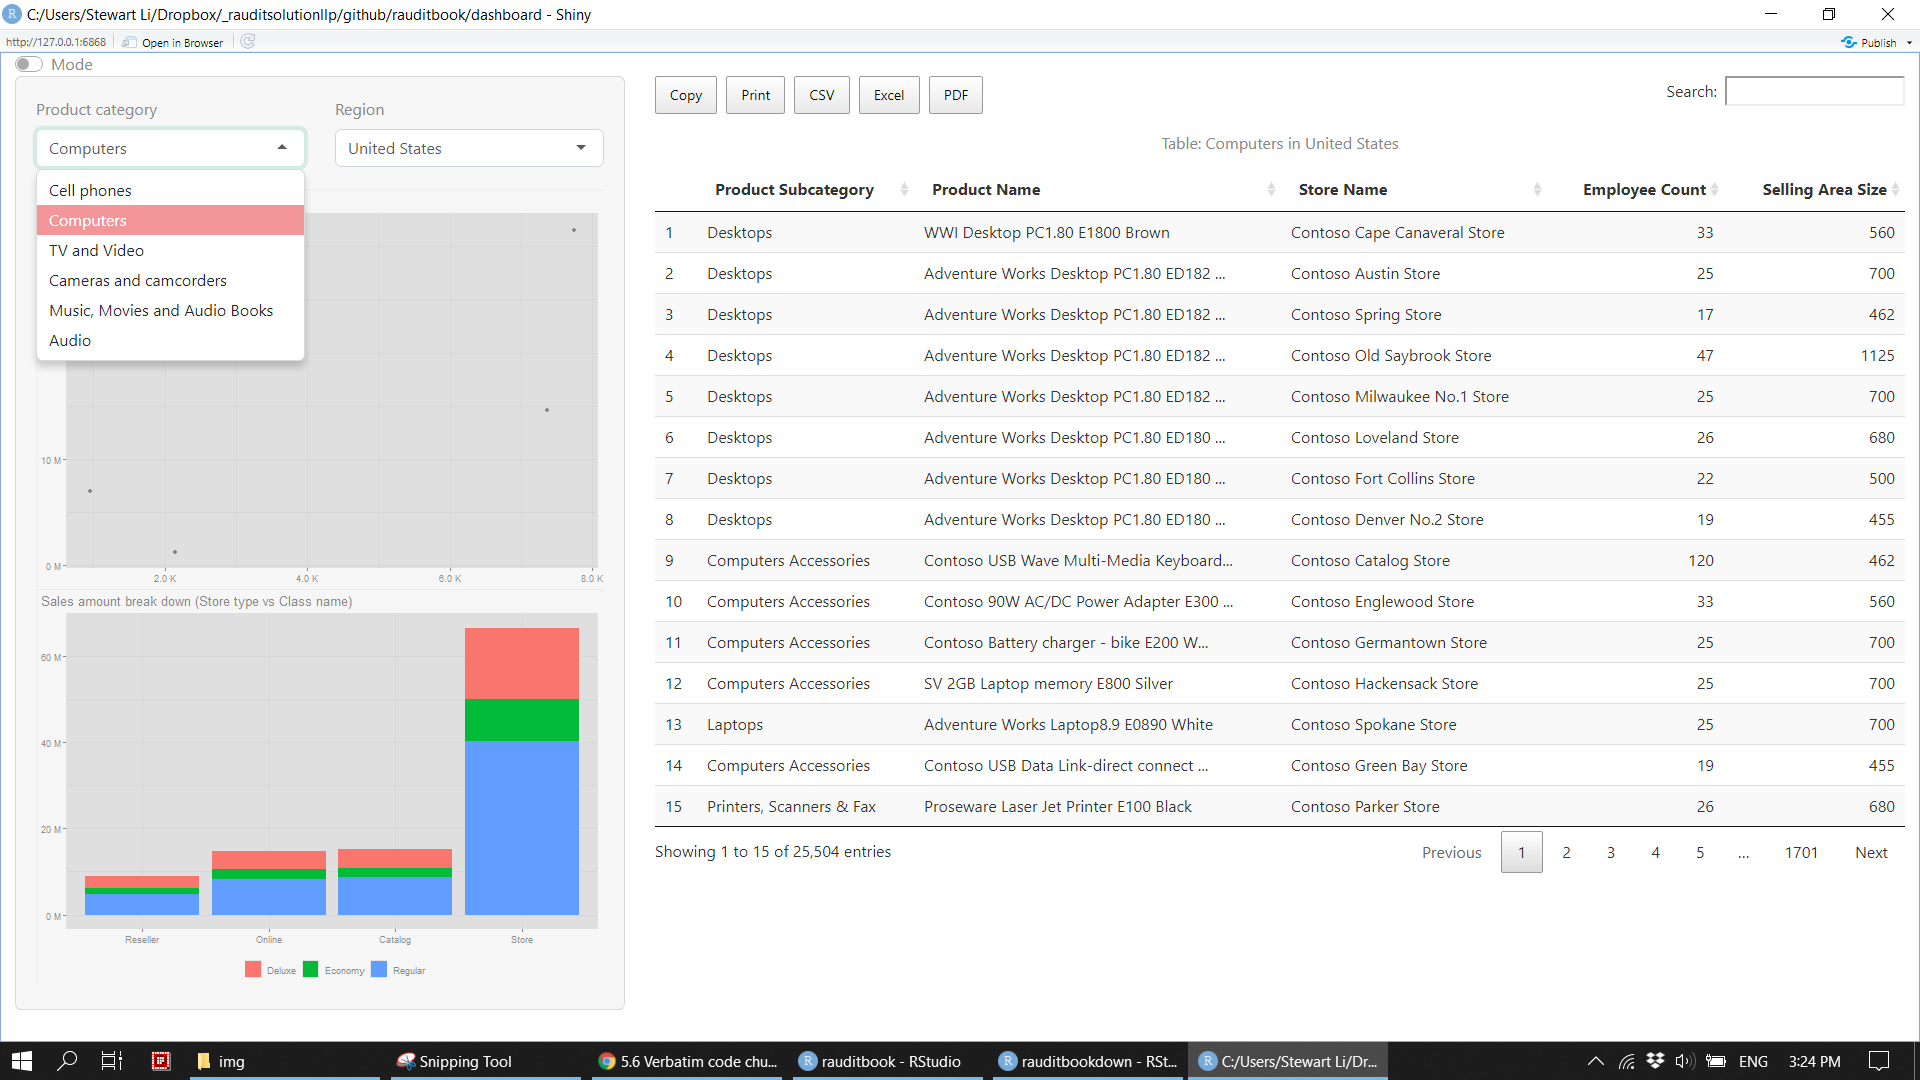 C:/Users/Stewart Li/Dropbox/_rauditsolutionllp/github/rauditbook/dashboard - Shiny
http://127.0.0.1:6868 Open in Browser Publish
Mode
Product category Region
Computers United States
Cell phones
Computers
TV and Video
Cameras and camcorders
Music, Movies and Audio Books
Audio
10 M
0 M
2.0 K 4.0 K 6.0 K 8.0 K
Sales amount break down (Store type vs Class name)
60 M
40 M
20 M
0 M
Reseller Online Catalog Store
Deluxe Economy Regular
Copy Print CSV Excel PDF Search:
Table: Computers in United States
Product Subcategory Product Name Store Name Employee Count Selling Area Size
1 Desktops WWI Desktop PC1.80 E1800 Brown Contoso Cape Canaveral Store 33 560
2 Desktops Adventure Works Desktop PC1.80 ED182 ... Contoso Austin Store 25 700
3 Desktops Adventure Works Desktop PC1.80 ED182 ... Contoso Spring Store 17 462
4 Desktops Adventure Works Desktop PC1.80 ED182 ... Contoso Old Saybrook Store 47 1125
5 Desktops Adventure Works Desktop PC1.80 ED182 ... Contoso Milwaukee No.1 Store 25 700
6 Desktops Adventure Works Desktop PC1.80 ED180 ... Contoso Loveland Store 26 680
7 Desktops Adventure Works Desktop PC1.80 ED180 ... Contoso Fort Collins Store 22 500
8 Desktops Adventure Works Desktop PC1.80 ED180 ... Contoso Denver No.2 Store 19 455
9 Computers Accessories Contoso USB Wave Multi-Media Keyboard... Contoso Catalog Store 120 462
10 Computers Accessories Contoso 90W AC/DC Power Adapter E300 ... Contoso Englewood Store 33 560
11 Computers Accessories Contoso Battery charger - bike E200 W... Contoso Germantown Store 25 700
12 Computers Accessories SV 2GB Laptop memory E800 Silver Contoso Hackensack Store 25 700
13 Laptops Adventure Works Laptop8.9 E0890 White Contoso Spokane Store 25 700
14 Computers Accessories Contoso USB Data Link-direct connect ... Contoso Green Bay Store 19 455
15 Printers, Scanners & Fax Proseware Laser Jet Printer E100 Black Contoso Parker Store 26 680
Showing 1 to 15 of 25,504 entries Previous 1 2 3 4 5 ... 1701 Next
img Snipping Tool 5.6 Verbatim code chu... rauditbook - RStudio rauditbookdown - RSt... C:/Users/Stewart Li/Dr... ENG 3:24 PM